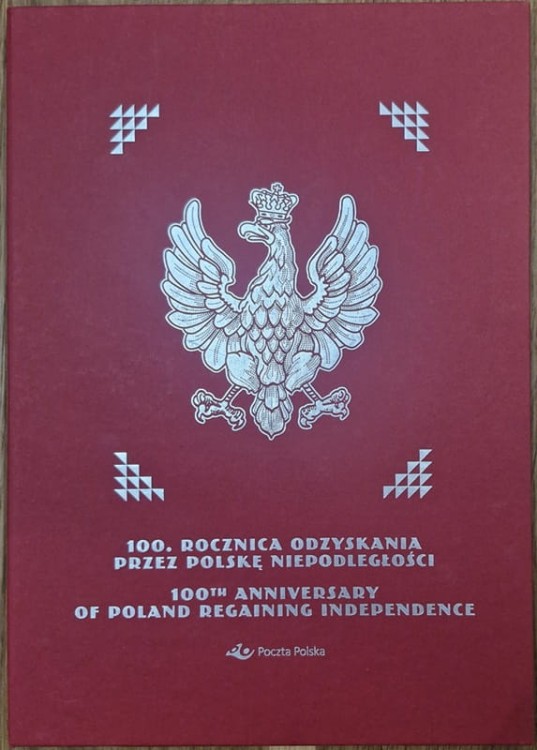 100. ROCZNICA ODZYSKANIA
PRZEZ POLSKĘ NIEPODLEGŁOŚCI
100TH ANNIVERSARY
OF POLAND REGAINING INDEPENDENCE
Poczta Polska